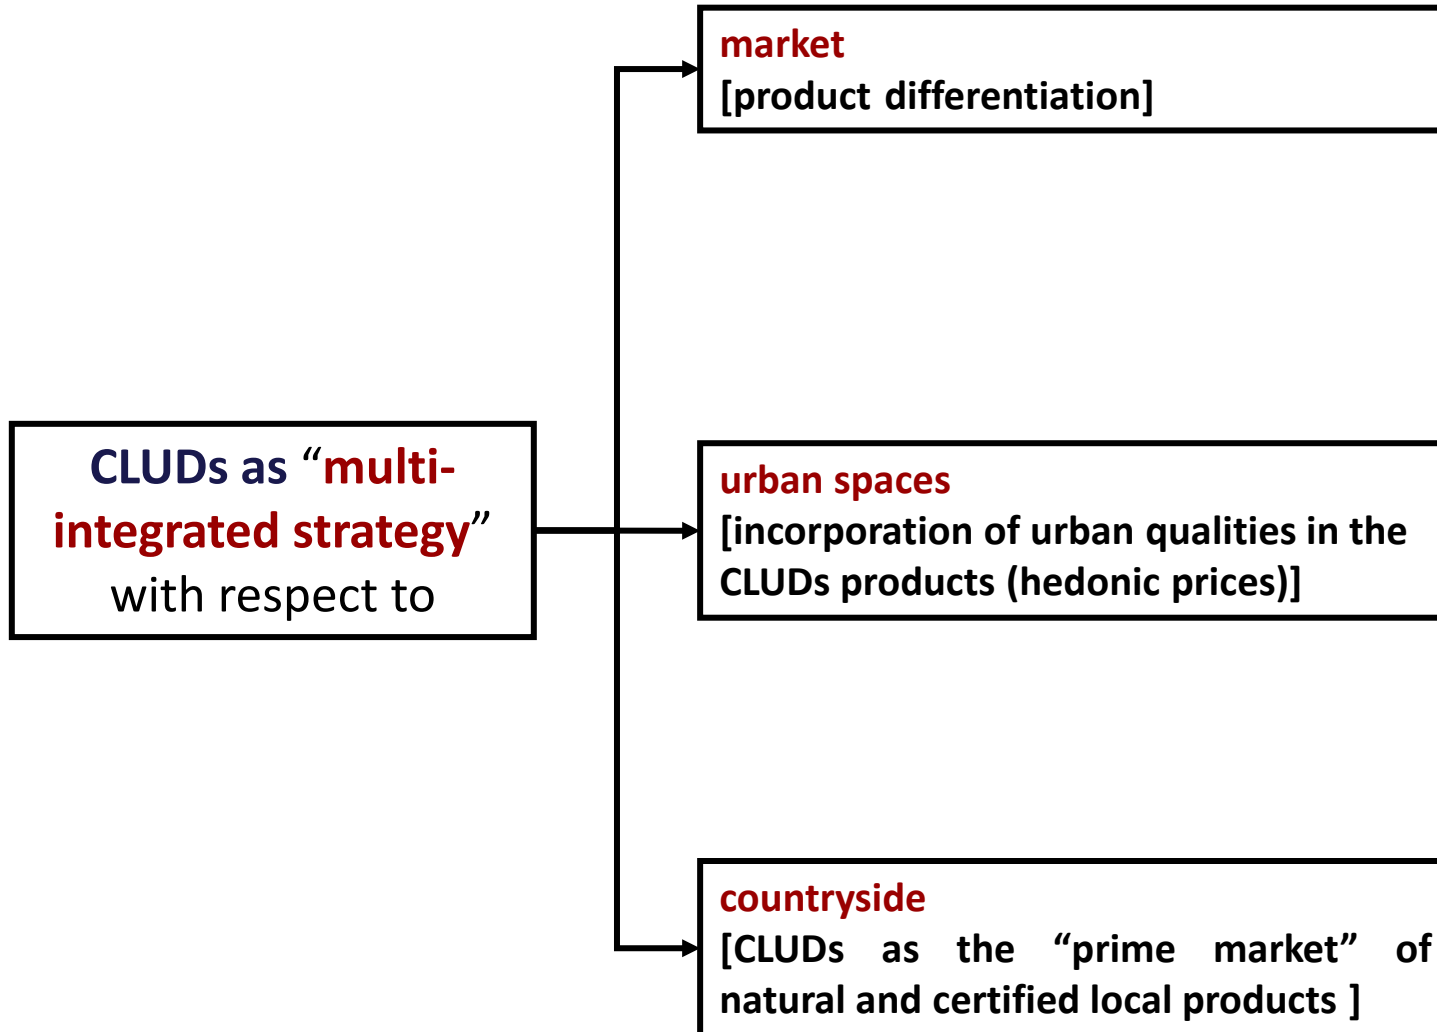 market
[product differentiation]
CLUDs as “multi-
integrated strategy”
with respect to
urban spaces
[incorporation of urban qualities in the
CLUDs products (hedonic prices)]
countryside
[CLUDs as the “prime market” of
natural and certified local products ]